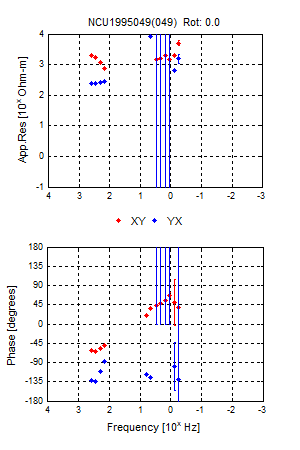 NCU1995049(049)  Rot: 0.0
App.Res [10^x Ohm-m]
4
3
2
1
0
-1
4 3 2 1 0 -1 -2 -3
XY YX
Phase [degrees]
180
135
90
45
0
-45
-90
-135
-180
4 3 2 1 0 -1 -2 -3
Frequency [10^x Hz]